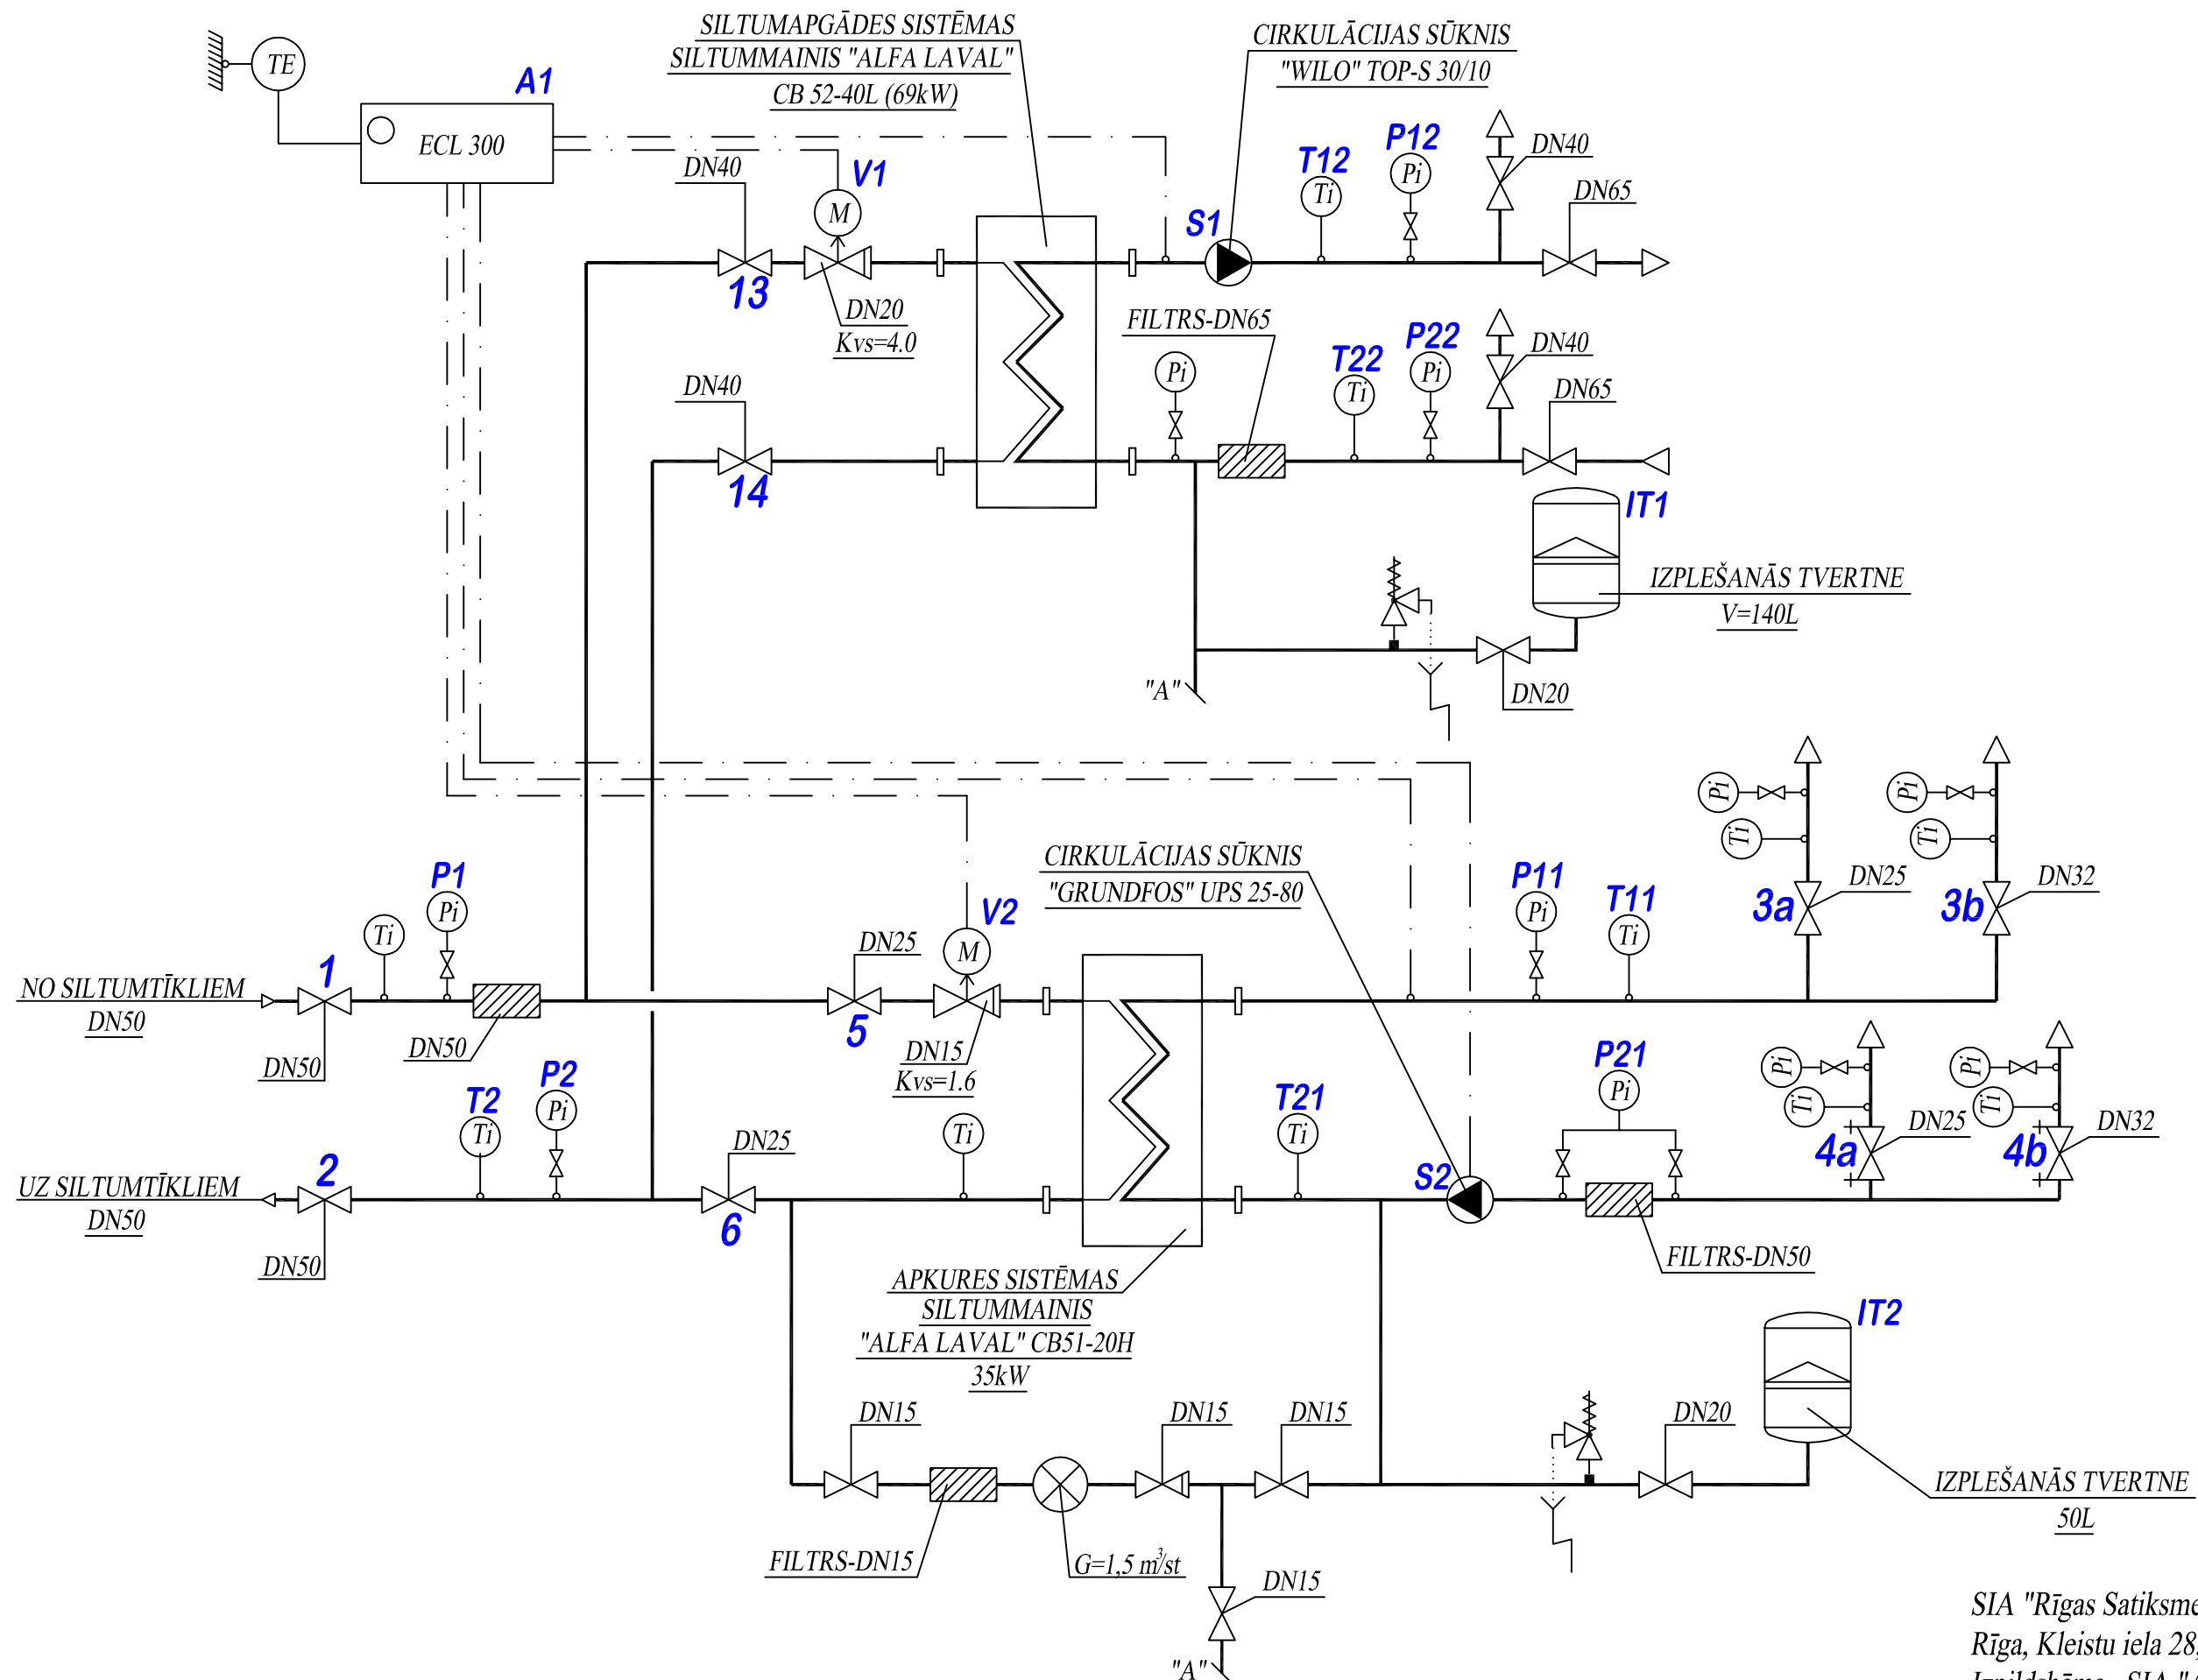 SILTUMAPGĀDES SISTĒMAS
SILTUMMAINIS "ALFA LAVAL"
CB 52-40L (69kW)
CIRKULĀCIJAS SŪKNIS
"WILO" TOP-S 30/10
TE
A1
ECL 300
DN40
V1
M
T12
Ti
P12
Pi
DN40
DN65
S1
13
DN20
Kvs=4.0
FILTRS-DN65
Pi
T22
Ti
P22
Pi
DN40
DN65
DN40
14
IT1
IZPLEŠANĀS TVERTNE
V=140L
"A"
DN20
CIRKULĀCIJAS SŪKNIS
"GRUNDFOS" UPS 25-80
Pi
Ti
Pi
Ti
3a
DN25
3b
DN32
P1
Pi
Ti
1
NO SILTUMTĪKLIEM
DN50
DN50
DN50
DN25
V2
M
5
DN15
Kvs=1.6
P11
Pi
T11
Ti
T2
Ti
P2
Pi
2
UZ SILTUMTĪKLIEM
DN50
DN50
DN25
6
Ti
T21
Ti
S2
P21
Pi
FILTRS-DN50
Pi
Ti
Pi
Ti
4a
DN25
4b
DN32
APKURES SISTĒMAS
SILTUMMAINIS
"ALFA LAVAL" CB51-20H
35kW
IT2
DN15
DN15
DN15
DN20
IZPLEŠANĀS TVERTNE
50L
FILTRS-DN15
G=1,5 m³/st
DN15
"A"
SIA "Rīgas Satiksme
Rīga, Kleistu iela 28,